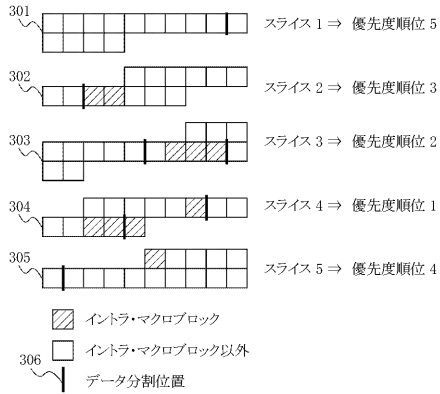 301 スライス 1 ⇒ 優先度順位 5
302 スライス 2 ⇒ 優先度順位 3
303 スライス 3 ⇒ 優先度順位 2
304 スライス 4 ⇒ 優先度順位 1
305 スライス 5 ⇒ 優先度順位 4
イントラ・マクロブロック
イントラ・マクロブロック以外
306 データ分割位置